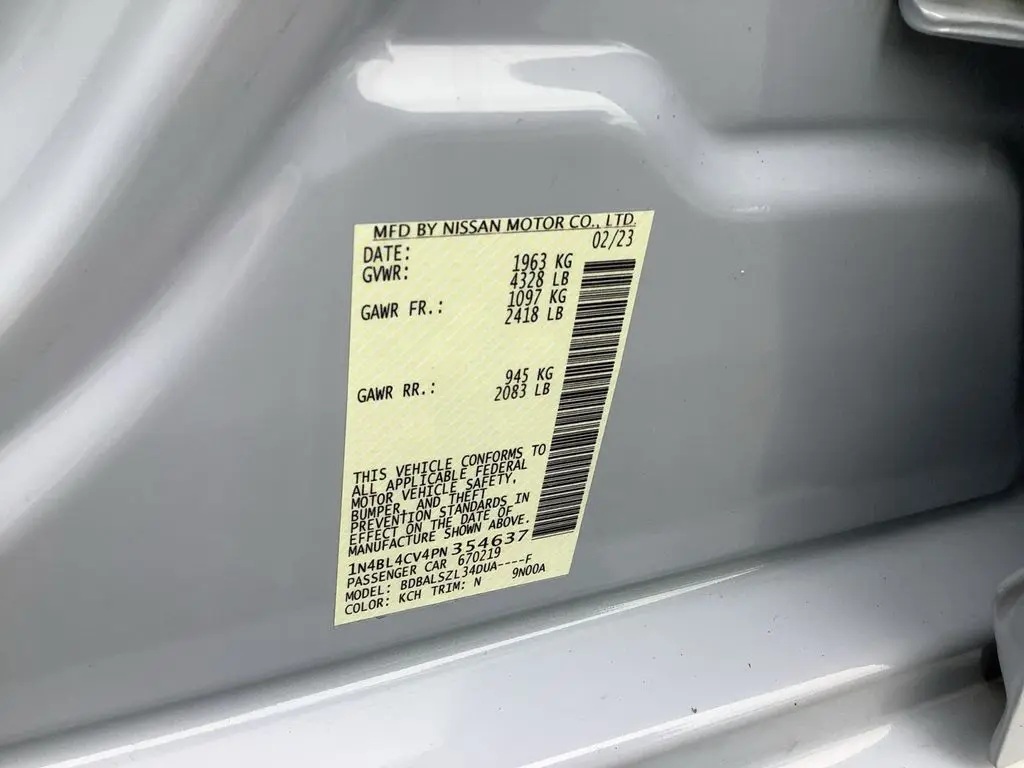 MFD BY NISSAN MOTOR CO., LTD.
DATE: 02/23
GVWR: 1963 KG
4328 LB
GAWR FR.: 1097 KG
2418 LB
GAWR RR.: 945 KG
2083 LB
THIS VEHICLE CONFORMS TO
ALL APPLICABLE FEDERAL
MOTOR VEHICLE SAFETY,
BUMPER, AND THEFT
PREVENTION STANDARDS IN
EFFECT ON THE DATE OF
MANUFACTURE SHOWN ABOVE.
1N4BL4CV4PN354637
PASSENGER CAR 670219
MODEL: BDBALSZL34DUA----F
COLOR: KCH TRIM: N 9N00A